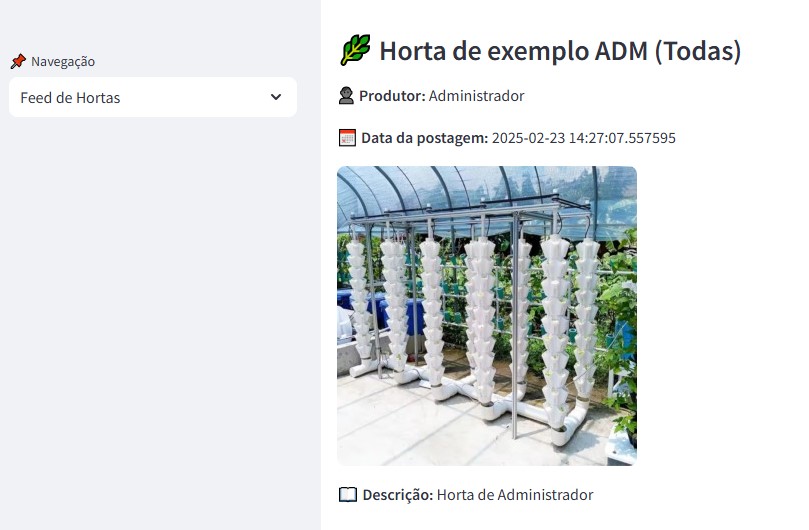 Navegação
Feed de Hortas
Horta de exemplo ADM (Todas)
Produtor: Administrador
Data da postagem: 2025-02-23 14:27:07.557595
Descrição: Horta de Administrador